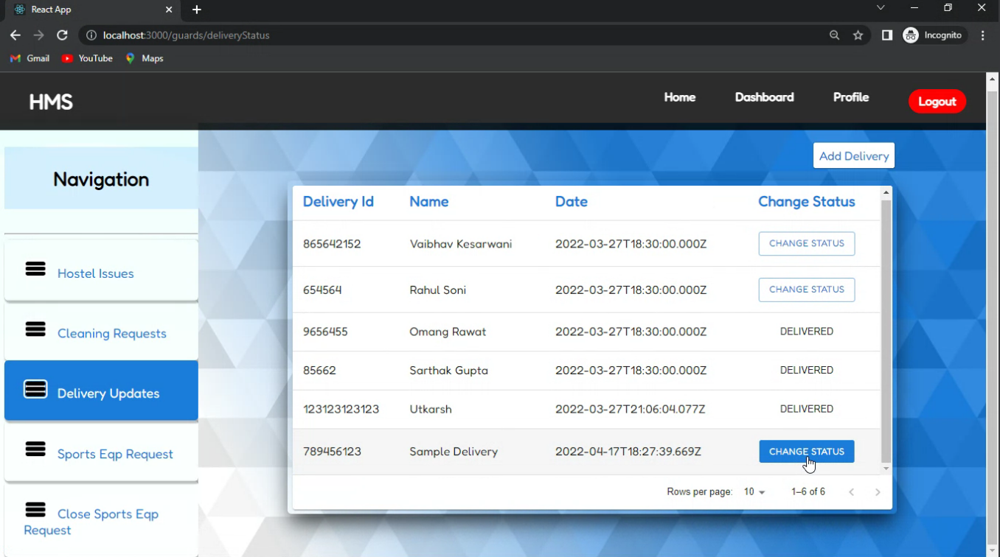 React App
localhost:3000/guards/deliveryStatus
Incognito
Gmail YouTube Maps
HMS
Home Dashboard Profile Logout
Navigation
Hostel Issues
Cleaning Requests
Delivery Updates
Sports Eqp Request
Close Sports Eqp
Request
Add Delivery
Delivery Id Name Date Change Status
865642152 Vaibhav Kesarwani 2022-03-27T18:30:00.000Z CHANGE STATUS
654564 Rahul Soni 2022-03-27T18:30:00.000Z CHANGE STATUS
9656455 Omang Rawat 2022-03-27T18:30:00.000Z DELIVERED
85662 Sarthak Gupta 2022-03-27T18:30:00.000Z DELIVERED
123123123123 Utkarsh 2022-03-27T21:06:04.077Z DELIVERED
789456123 Sample Delivery 2022-04-17T18:27:39.669Z CHANGE STATUS
Rows per page: 10 1–6 of 6